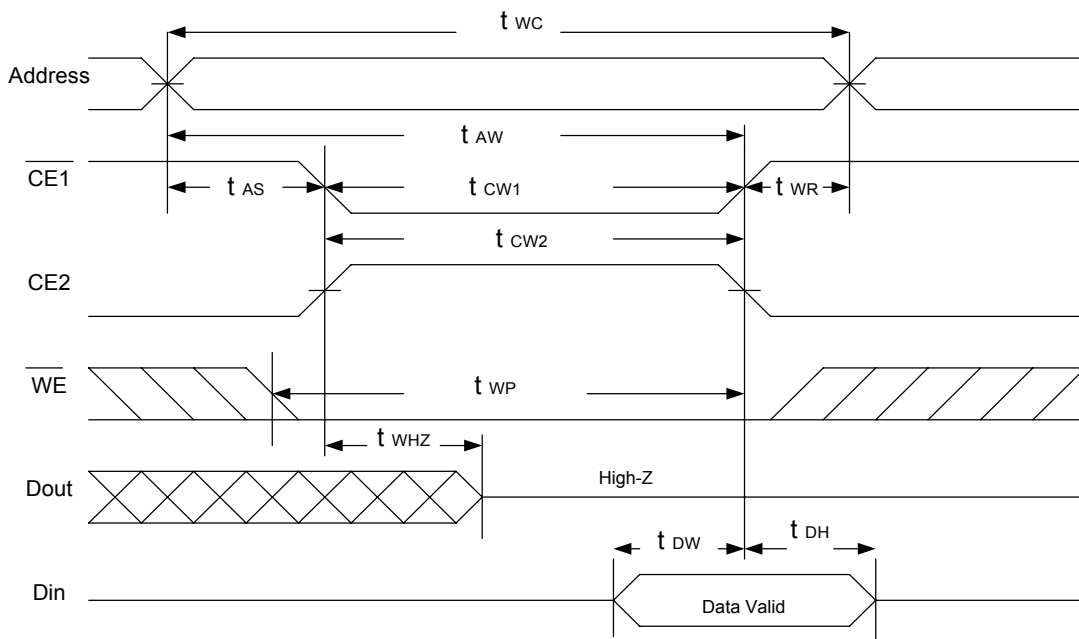 t WC
Address
t AW
CE1
t AS
t CW1
t WR
t CW2
CE2
WE
t WP
t WHZ
Dout
High-Z
t DW
t DH
Din
Data Valid